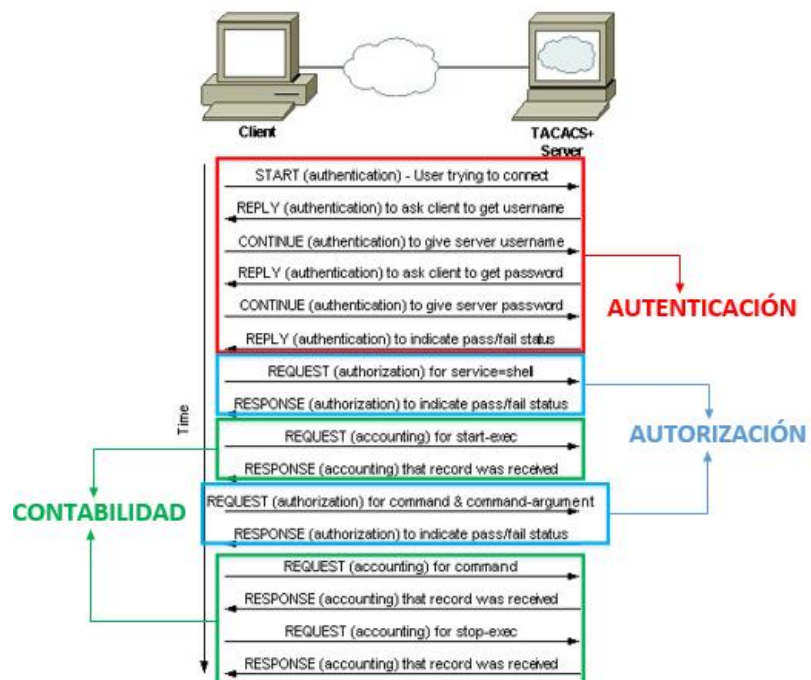 Client
TACACS+
Server
START (authentication) - User trying to connect
REPLY (authentication) to ask client to get username
CONTINUE (authentication) to give server username
REPLY (authentication) to ask client to get password
CONTINUE (authentication) to give server password
REPLY (authentication) to indicate pass/fail status
AUTENTICACIÓN
REQUEST (authorization) for service=shell
RESPONSE (authorization) to indicate pass/fail status
AUTORIZACIÓN
Time
REQUEST (accounting) for start-exec
RESPONSE (accounting) that record was received
CONTABILIDAD
REQUEST (authorization) for command & command-argument
RESPONSE (authorization) to indicate pass/fail status
REQUEST (accounting) for command
RESPONSE (accounting) that record was received
REQUEST (accounting) for stop-exec
RESPONSE (accounting) that record was received